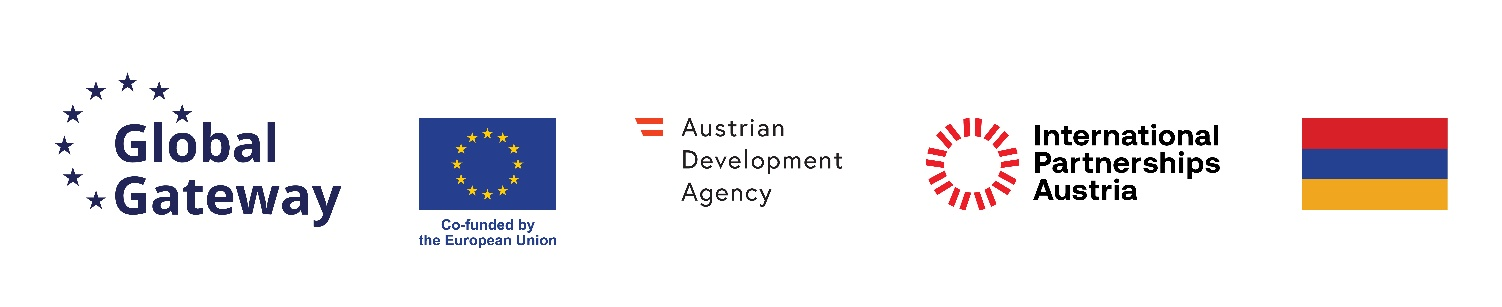 Global
Gateway
Co-funded by
the European Union
Austrian
Development
Agency
International
Partnerships
Austria